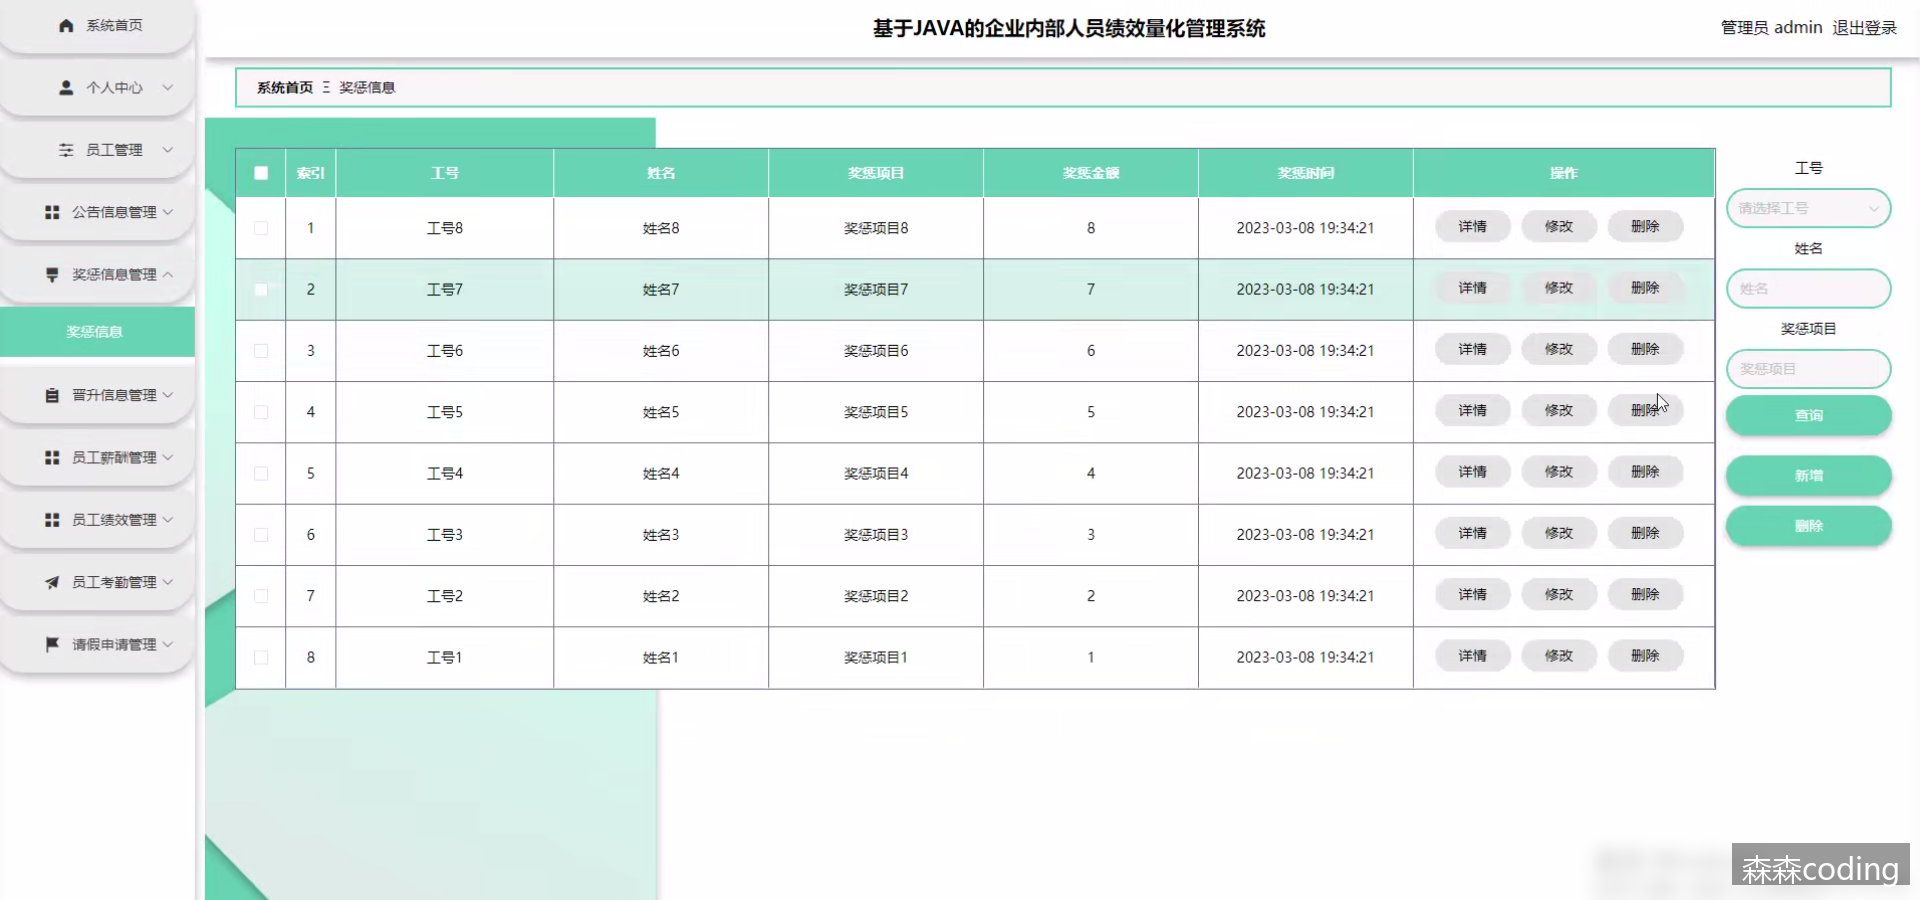 系统首页
个人中心
员工管理
公告信息管理
奖惩信息管理
奖惩信息
晋升信息管理
员工薪酬管理
员工绩效管理
员工考勤管理
请假申请管理
基于JAVA的企业内部人员绩效量化管理系统
管理员 admin 退出登录
系统首页 Ξ 奖惩信息
索引 工号 姓名 奖惩项目 奖惩金额 奖惩时间 操作
1 工号8 姓名8 奖惩项目8 8 2023-03-08 19:34:21 详情 修改 删除
2 工号7 姓名7 奖惩项目7 7 2023-03-08 19:34:21 详情 修改 删除
3 工号6 姓名6 奖惩项目6 6 2023-03-08 19:34:21 详情 修改 删除
4 工号5 姓名5 奖惩项目5 5 2023-03-08 19:34:21 详情 修改 删除
5 工号4 姓名4 奖惩项目4 4 2023-03-08 19:34:21 详情 修改 删除
6 工号3 姓名3 奖惩项目3 3 2023-03-08 19:34:21 详情 修改 删除
7 工号2 姓名2 奖惩项目2 2 2023-03-08 19:34:21 详情 修改 删除
8 工号1 姓名1 奖惩项目1 1 2023-03-08 19:34:21 详情 修改 删除
工号
请选择工号
姓名
姓名
奖惩项目
奖惩项目
查询
新增
删除
森森coding